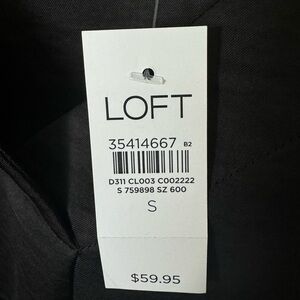 LOFT
35414667 B2
D311 CL003 C002222
S 759898 SZ 600
S
$59.95